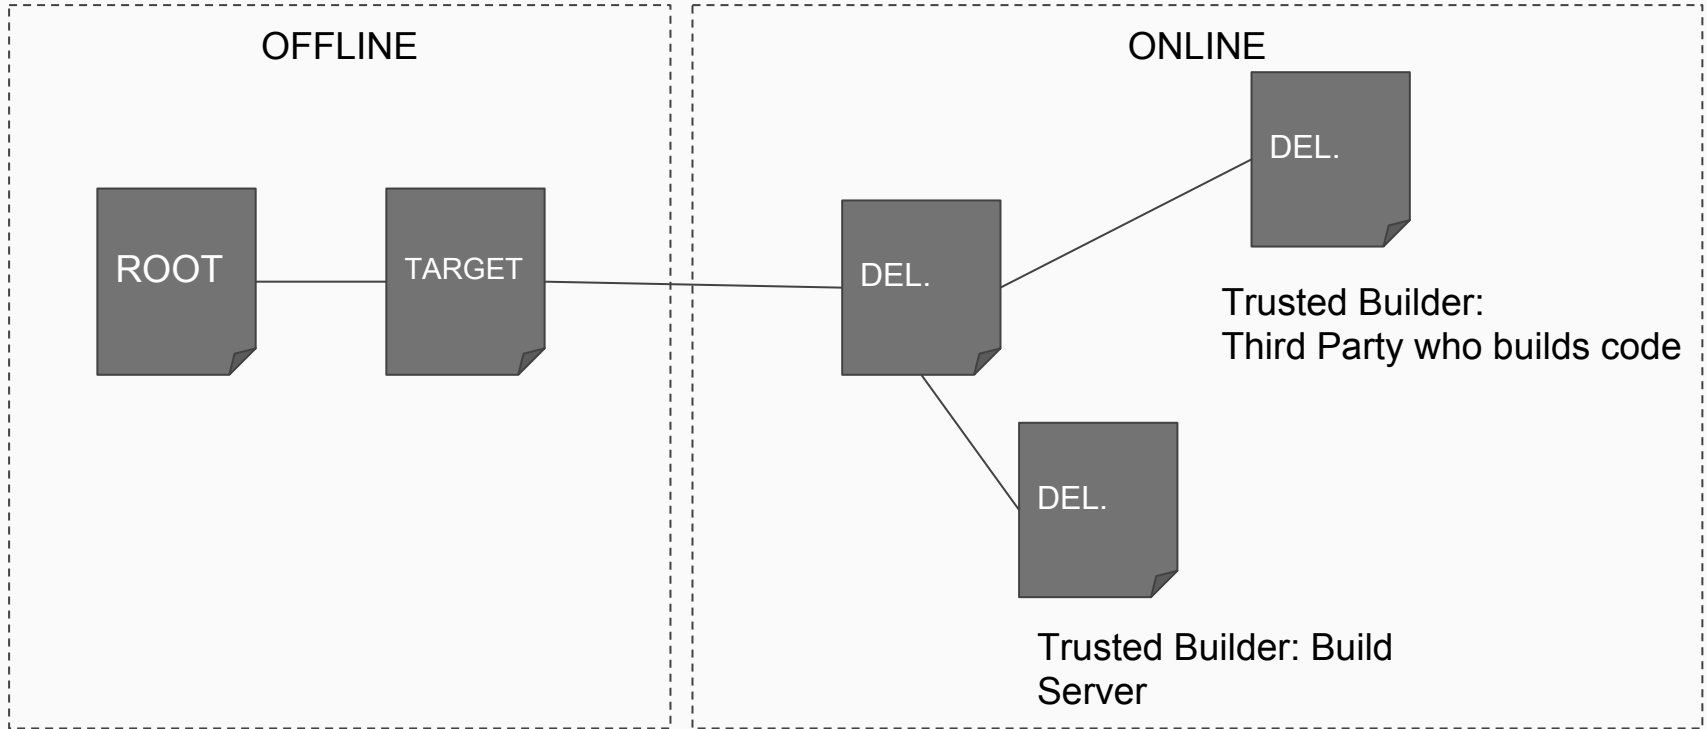 OFFLINE
ONLINE
ROOT
TARGET
DEL.
DEL.
Trusted Builder:
Third Party who builds code
DEL.
Trusted Builder: Build
Server